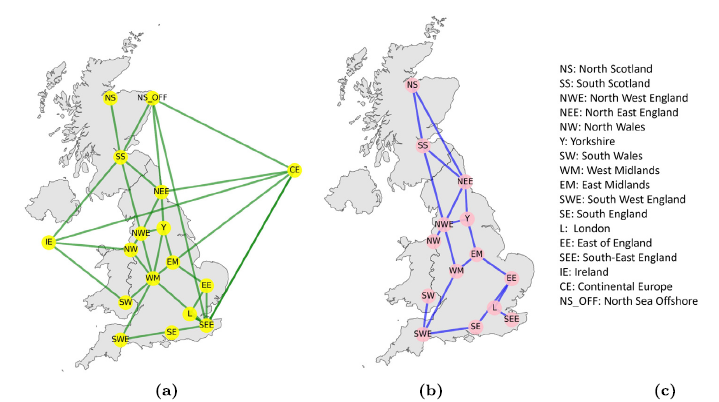 NS
NS_OFF
SS
CE
NEE
IE
NWE
Y
NW
EM
WM
EE
SW
L
SEE
SE
SWE
(a)
NS
SS
NEE
NWE
Y
NW
EM
WM
EE
SW
L
SEE
SE
SWE
(b)
NS: North Scotland
SS: South Scotland
NWE: North West England
NEE: North East England
NW: North Wales
Y: Yorkshire
SW: South Wales
WM: West Midlands
EM: East Midlands
SWE: South West England
SE: South England
L: London
EE: East of England
SEE: South-East England
IE: Ireland
CE: Continental Europe
NS_OFF: North Sea Offshore
(c)